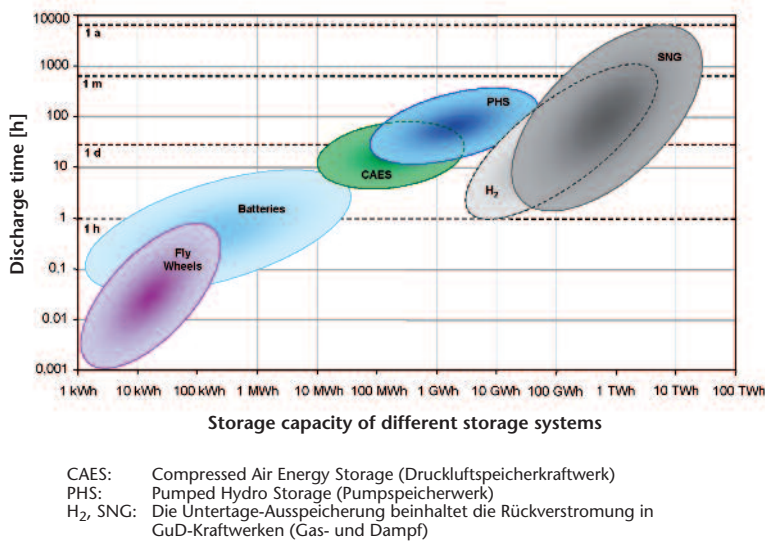 Discharge time [h]
10000
1 a
1000
1 m
100
1 d
10
1
1 h
0.1
0.01
0,001
SNG
PHS
CAES
H₂
Batteries
Fly
Wheels
1 kWh 10 kWh 100 kWh 1 MWh 10 MWh 100 MWh 1 GWh 10 GWh 100 GWh 1 TWh 10 TWh 100 TWh
Storage capacity of different storage systems
CAES: Compressed Air Energy Storage (Druckluftspeicherkraftwerk)
PHS: Pumped Hydro Storage (Pumpspeicherwerk)
H₂, SNG: Die Untertage-Ausspeicherung beinhaltet die Rückverstromung in
GuD-Kraftwerken (Gas- und Dampf)